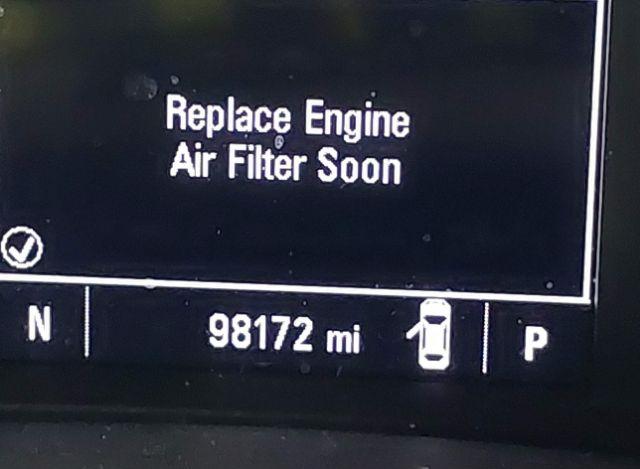 Replace Engine
Air Filter Soon
N 98172 mi P